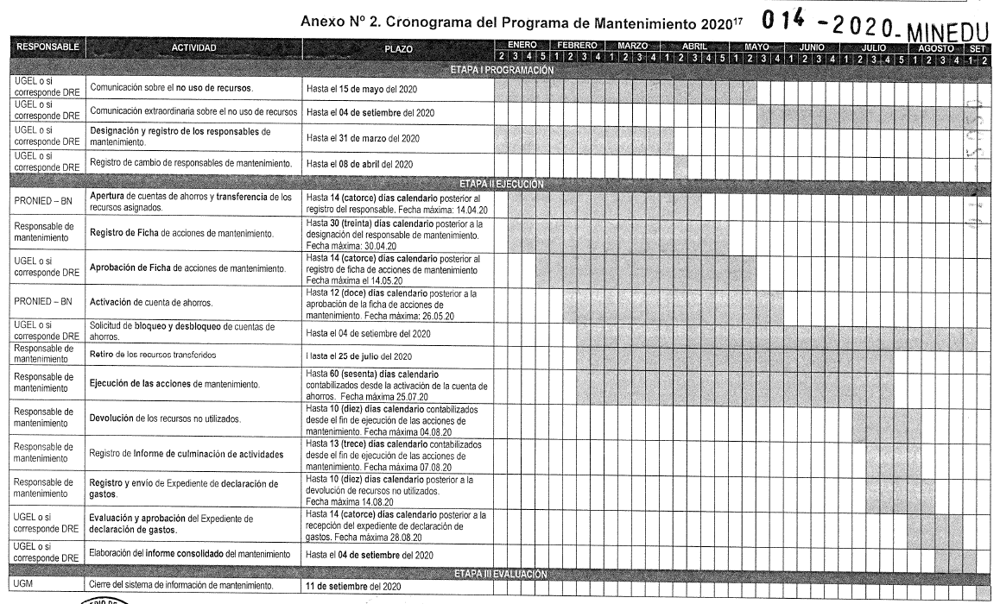 Anexo Nº 2. Cronograma del Programa de Mantenimiento 2020¹⁷
014-2020-MINEDU
RESPONSABLE ACTIVIDAD PLAZO ENERO FEBRERO MARZO ABRIL MAYO JUNIO JULIO AGOSTO SET
2 3 4 5 1 2 3 4 1 2 3 4 1 2 3 4 5 1 2 3 4 1 2 3 4 1 2 3 4 5 1 2 3 4 1 2
ETAPA I PROGRAMACIÓN
UGEL o si
corresponde DRE
Comunicación sobre el no uso de recursos.
Hasta el 15 de mayo del 2020
UGEL o si
corresponde DRE
Comunicación extraordinaria sobre el no uso de recursos
Hasta el 04 de setiembre del 2020
UGEL o si
corresponde DRE
Designación y registro de los responsables de
mantenimiento.
Hasta el 31 de marzo del 2020
UGEL o si
corresponde DRE
Registro de cambio de responsables de mantenimiento.
Hasta el 08 de abril del 2020
ETAPA II EJECUCIÓN
PRONIED – BN
Apertura de cuentas de ahorros y transferencia de los
recursos asignados.
Hasta 14 (catorce) días calendario posterior al
registro del responsable. Fecha máxima: 14.04.20
Responsable de
mantenimiento
Registro de Ficha de acciones de mantenimiento.
Hasta 30 (treinta) días calendario posterior a la
designación del responsable de mantenimiento.
Fecha máxima: 30.04.20
UGEL o si
corresponde DRE
Aprobación de Ficha de acciones de mantenimiento.
Hasta 14 (catorce) días calendario posterior al
registro de ficha de acciones de mantenimiento
Fecha máxima el 14.05.20
PRONIED – BN
Activación de cuenta de ahorros.
Hasta 12 (doce) días calendario posterior a la
aprobación de la ficha de acciones de
mantenimiento. Fecha máxima: 26.05.20
UGEL o si
corresponde DRE
Solicitud de bloqueo y desbloqueo de cuentas de
ahorros.
Hasta el 04 de setiembre del 2020
Responsable de
mantenimiento
Retiro de los recursos transferidos
Hasta el 25 de julio del 2020
Responsable de
mantenimiento
Ejecución de las acciones de mantenimiento.
Hasta 60 (sesenta) días calendario
contabilizados desde la activación de la cuenta de
ahorros. Fecha máxima 25.07.20
Responsable de
mantenimiento
Devolución de los recursos no utilizados.
Hasta 10 (diez) días calendario contabilizados
desde el fin de ejecución de las acciones de
mantenimiento. Fecha máxima 04.08.20
Responsable de
mantenimiento
Registro de Informe de culminación de actividades
Hasta 13 (trece) días calendario contabilizados
desde el fin de ejecución de las acciones de
mantenimiento. Fecha máxima 07.08.20
Responsable de
mantenimiento
Registro y envío de Expediente de declaración de
gastos.
Hasta 10 (diez) días calendario posterior a la
devolución de recursos no utilizados.
Fecha máxima 14.08.20
UGEL o si
corresponde DRE
Evaluación y aprobación del Expediente de
declaración de gastos.
Hasta 14 (catorce) días calendario posterior a la
recepción del expediente de declaración de
gastos. Fecha máxima 28.08.20
UGEL o si
corresponde DRE
Elaboración del informe consolidado del mantenimiento
Hasta el 04 de setiembre del 2020
ETAPA III EVALUACIÓN
UGM
Cierre del sistema de información de mantenimiento.
11 de setiembre del 2020